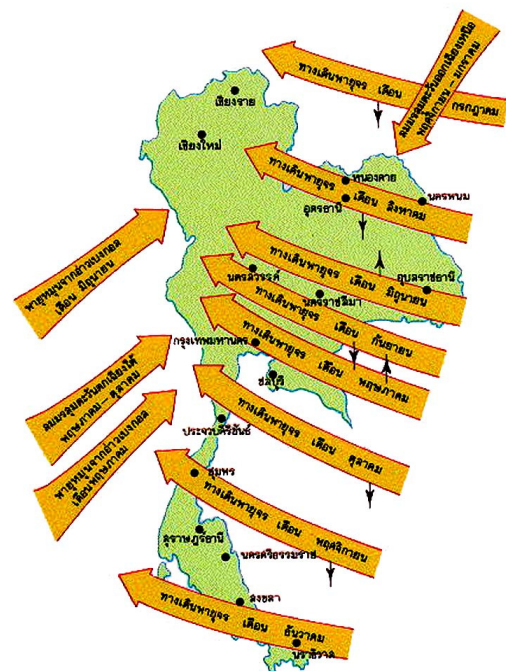 ทางเดินพายุจร เดือน กรกฎาคม
ลมมรสุมตะวันออกเฉียงเหนือ
พฤศจิกายน - มกราคม
เชียงราย
เชียงใหม่
หนองคาย
ทางเดินพายุจร เดือน สิงหาคม
นครพนม
อุดรธานี
พายุหมุนจากอ่าวเบงกอล
เดือน มิถุนายน
ทางเดินพายุจร เดือน มิถุนายน
อุบลราชธานี
นครสวรรค์
นครราชสีมา
ทางเดินพายุจร เดือน กันยายน
กรุงเทพมหานคร
ทางเดินพายุจร เดือน พฤษภาคม
ชลบุรี
ลมมรสุมตะวันตกเฉียงใต้
พฤษภาคม - ตุลาคม
ทางเดินพายุจร เดือน ตุลาคม
พายุหมุนจากอ่าวเบงกอล
เดือนพฤษภาคม
ประจวบคีรีขันธ์
ชุมพร
ทางเดินพายุจร เดือน พฤศจิกายน
สุราษฎร์ธานี
นครศรีธรรมราช
สงขลา
ทางเดินพายุจร เดือน ธันวาคม
นราธิวาส